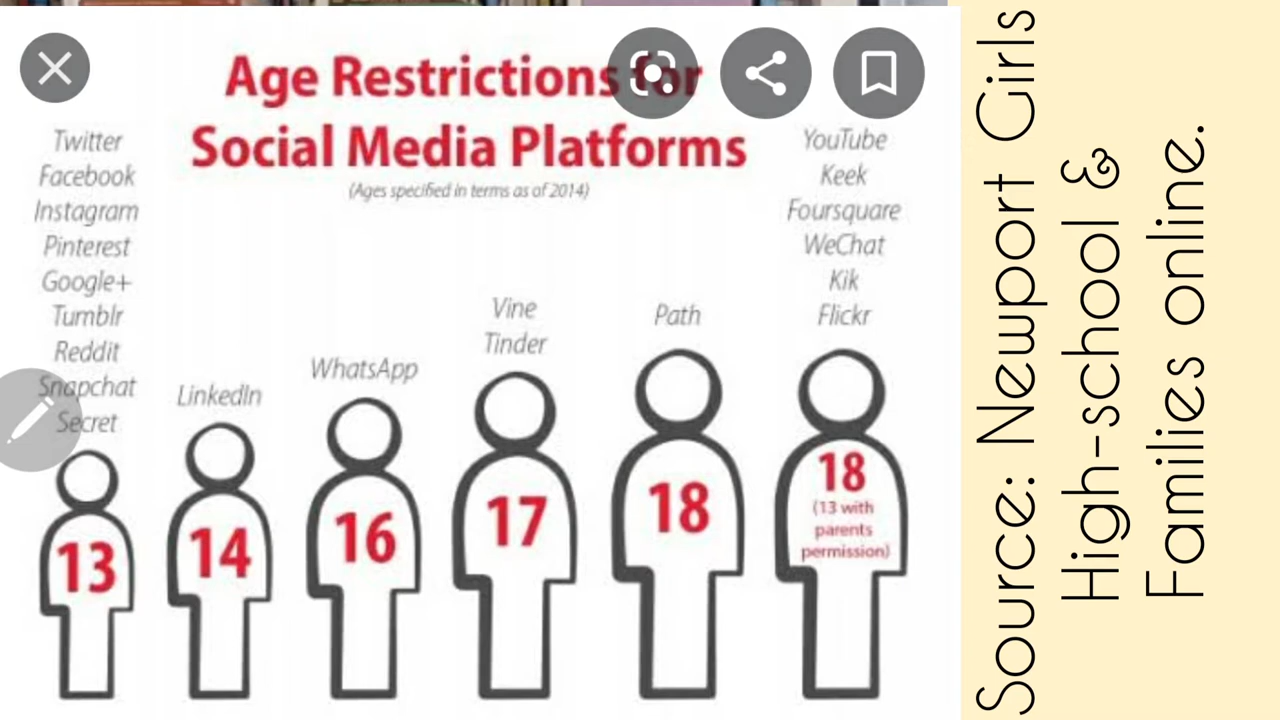 Age Restrictions for
Social Media Platforms
(Ages specified in terms as of 2014)
Twitter
Facebook
Instagram
Pinterest
Google+
Tumblr
Reddit
Snapchat
Secret
13
LinkedIn
14
WhatsApp
16
Vine
Tinder
17
Path
18
YouTube
Keek
Foursquare
WeChat
Kik
Flickr
18
(13 with
parents
permission)
Source: Newport Girls
High-school &
Families online.